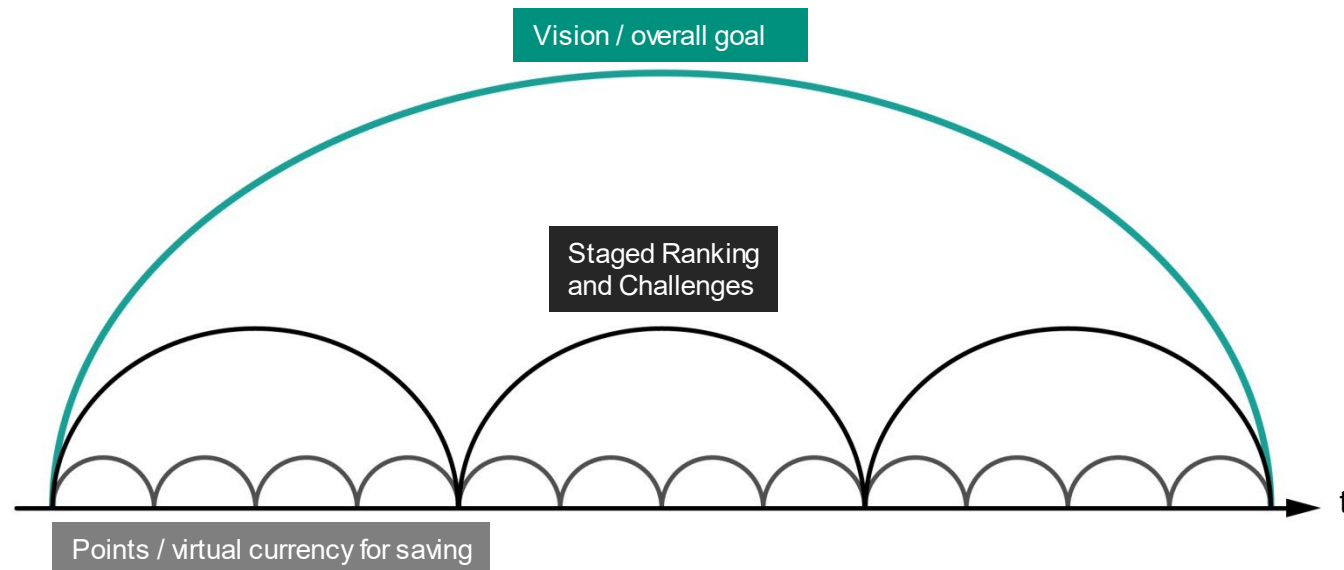 Vision / overall goal
Staged Ranking
and Challenges
t
Points / virtual currency for saving